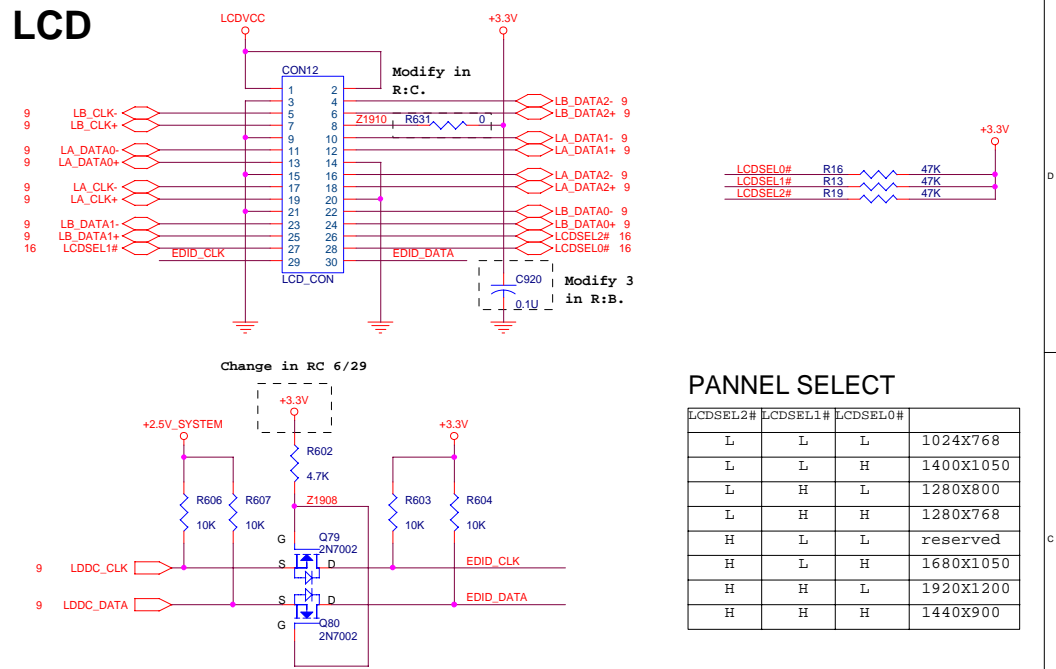 LCD
LCDVCC
+3.3V
CON12
Modify in
R:C.
1 2
3 4
5 6
7 8
9 10
11 12
13 14
15 16
17 18
19 20
21 22
23 24
25 26
27 28
29 30
LCD_CON
9 LB_CLK-
9 LB_CLK+
9 LA_DATA0-
9 LA_DATA0+
9 LA_CLK-
9 LA_CLK+
9 LB_DATA1-
9 LB_DATA1+
16 LCDSEL1#
EDID_CLK
EDID_DATA
Z1910 R631 0
LB_DATA2- 9
LB_DATA2+ 9
LA_DATA1- 9
LA_DATA1+ 9
LA_DATA2- 9
LA_DATA2+ 9
LB_DATA0- 9
LB_DATA0+ 9
LCDSEL2# 16
LCDSEL0# 16
C920
0.1U
Modify 3
in R:B.
+3.3V
LCDSEL0# R16 47K
LCDSEL1# R13 47K
LCDSEL2# R19 47K
D
Change in RC 6/29
+3.3V
+2.5V_SYSTEM
+3.3V
R602
4.7K
R606
10K
R607
10K
Z1908
R603
10K
R604
10K
G
Q79
2N7002
S D
9 LDDC_CLK
EDID_CLK
9 LDDC_DATA
S D
EDID_DATA
G
Q80
2N7002
PANNEL SELECT
LCDSEL2# LCDSEL1# LCDSEL0#
L L L 1024X768
L L H 1400X1050
L H L 1280X800
L H H 1280X768
H L L reserved
H L H 1680X1050
H H L 1920X1200
H H H 1440X900
C